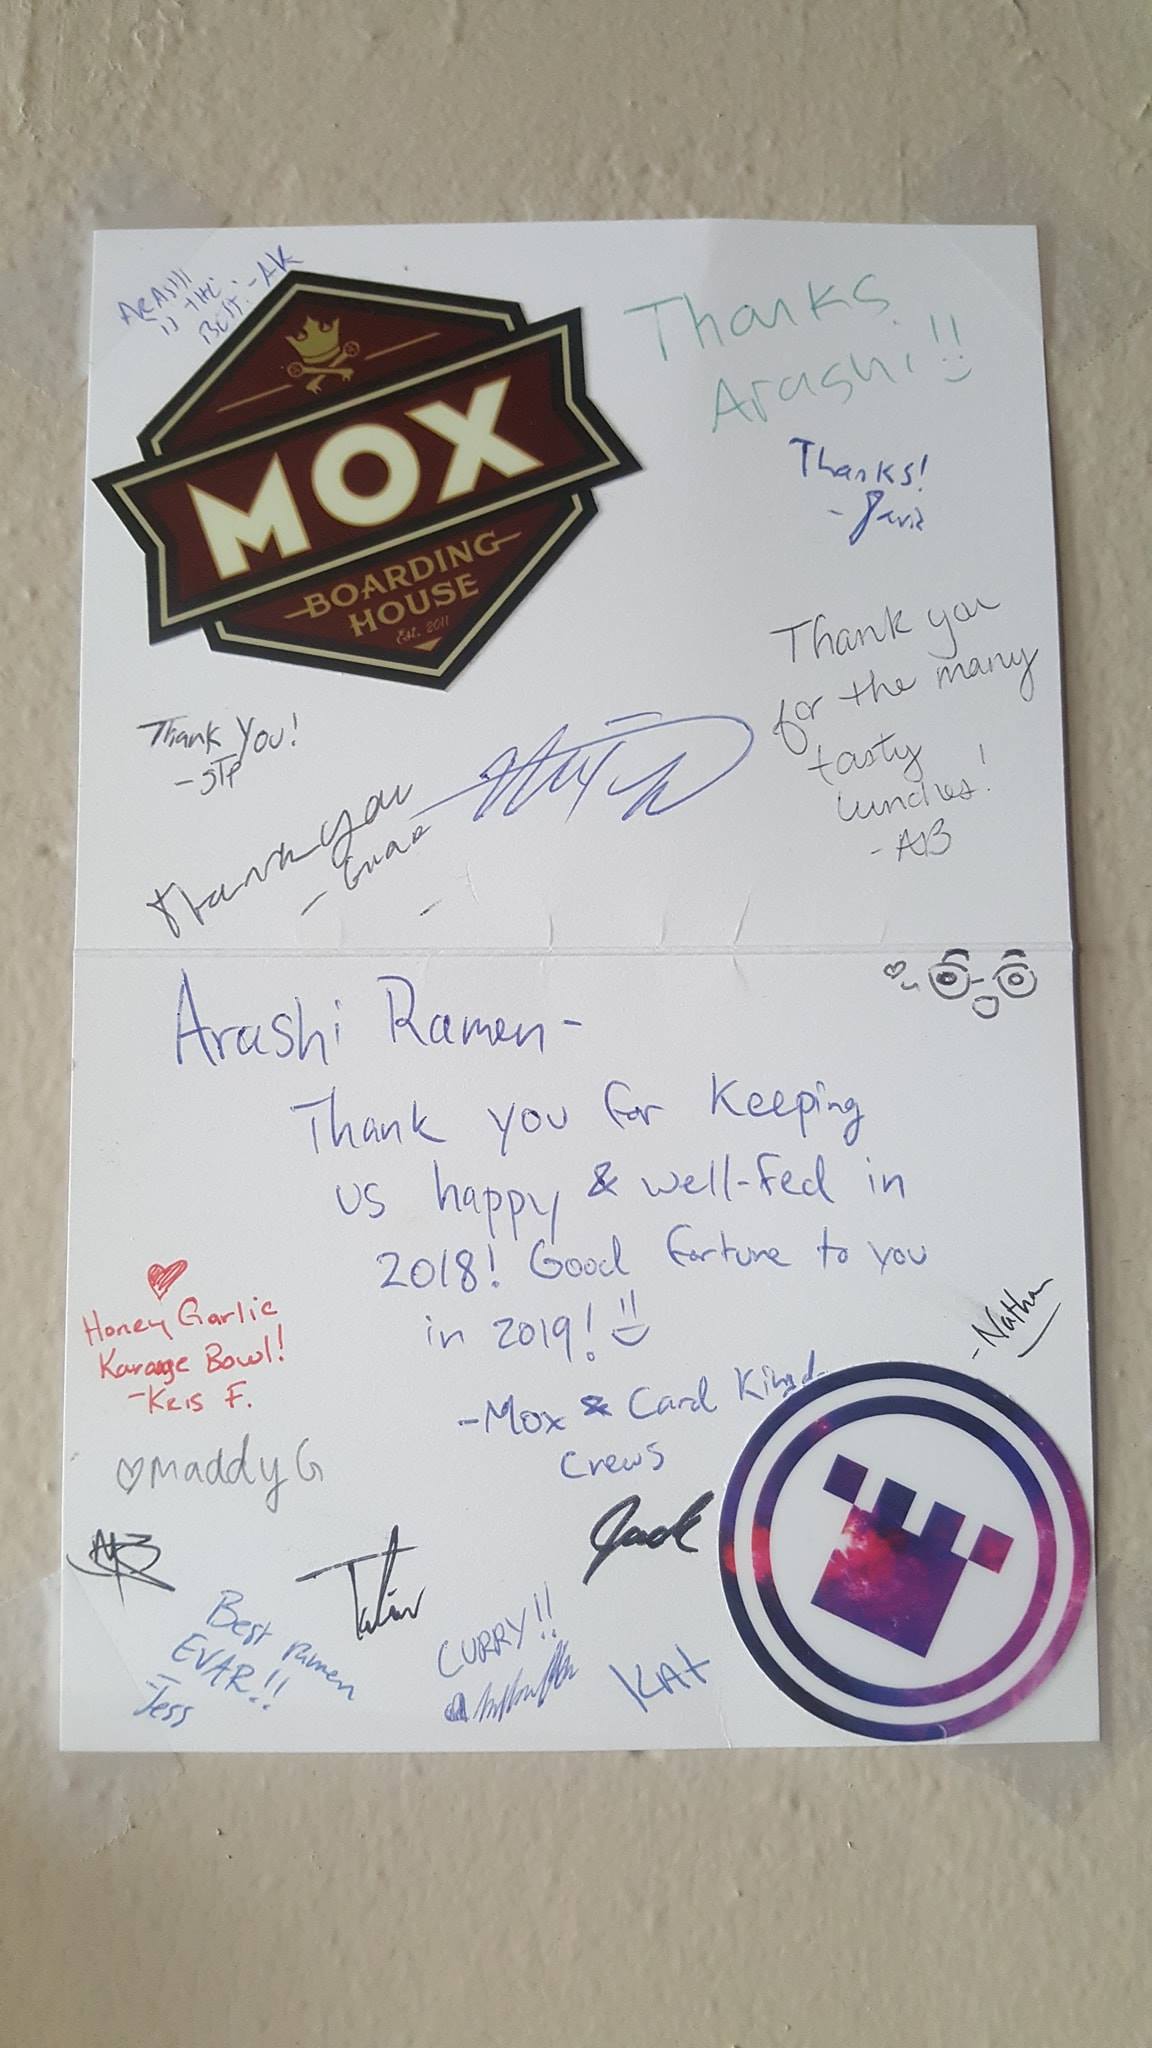 ArAsHi
is tHe
BEST! -AK
MOX
BOARDING
HOUSE
Est. 2011
Thanks
Arashi!!
Thanks!
Thank you
for the many
tasty
lunches!
-AB
Thank You!
-STP
Thank you
Arashi Ramen-
Thank you for Keeping
us happy & well-fed in
2018! Good fortune to you
in 2019!
-Mox & Card Kingd
Crews
Honey Garlic
Karaage Bowl!
-Kris F.
-Nathan
maddy G
Jack
Best ramen
EVAR!!
-Jess
CURRY!!
KAt